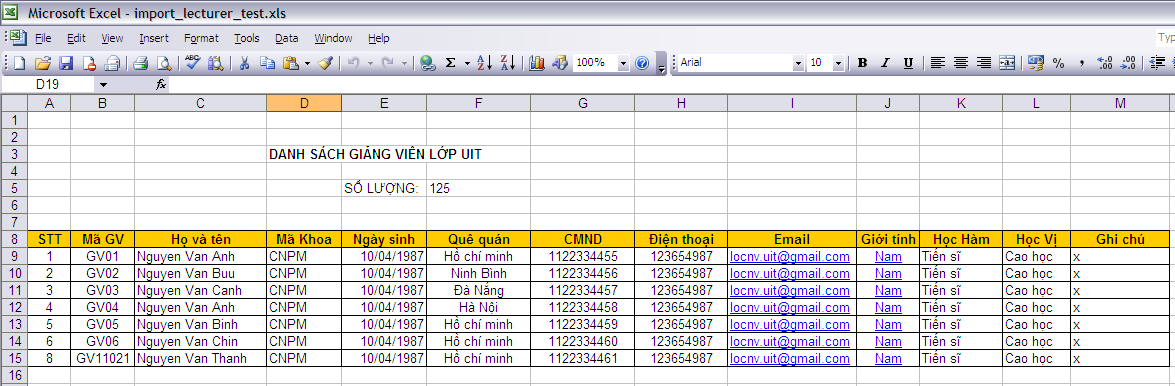 Microsoft Excel - import_lecturer_test.xls
File Edit View Insert Format Tools Data Window Help
100% Arial 10 B I U
D19 fx
A B C D E F G H I J K L M
1
2
3 DANH SÁCH GIẢNG VIÊN LỚP UIT
4
5 SỐ LƯỢNG: 125
6
7
8 STT Mã GV Họ và tên Mã Khoa Ngày sinh Quê quán CMND Điện thoại Email Giới tính Học Hàm Học Vị Ghi chú
9 1 GV01 Nguyen Van Anh CNPM 10/04/1987 Hồ chí minh 1122334455 123654987 locnv.uit@gmail.com Nam Tiến sĩ Cao học x
10 2 GV02 Nguyen Van Buu CNPM 10/04/1987 Ninh Bình 1122334456 123654987 locnv.uit@gmail.com Nam Tiến sĩ Cao học x
11 3 GV03 Nguyen Van Canh CNPM 10/04/1987 Đà Nẵng 1122334457 123654987 locnv.uit@gmail.com Nam Tiến sĩ Cao học x
12 4 GV04 Nguyen Van Anh CNPM 10/04/1987 Hà Nội 1122334458 123654987 locnv.uit@gmail.com Nam Tiến sĩ Cao học x
13 5 GV05 Nguyen Van Binh CNPM 10/04/1987 Hồ chí minh 1122334459 123654987 locnv.uit@gmail.com Nam Tiến sĩ Cao học x
14 6 GV06 Nguyen Van Chin CNPM 10/04/1987 Hồ chí minh 1122334460 123654987 locnv.uit@gmail.com Nam Tiến sĩ Cao học x
15 8 GV11021 Nguyen Van Thanh CNPM 10/04/1987 Hồ chí minh 1122334461 123654987 locnv.uit@gmail.com Nam Tiến sĩ Cao học x
16